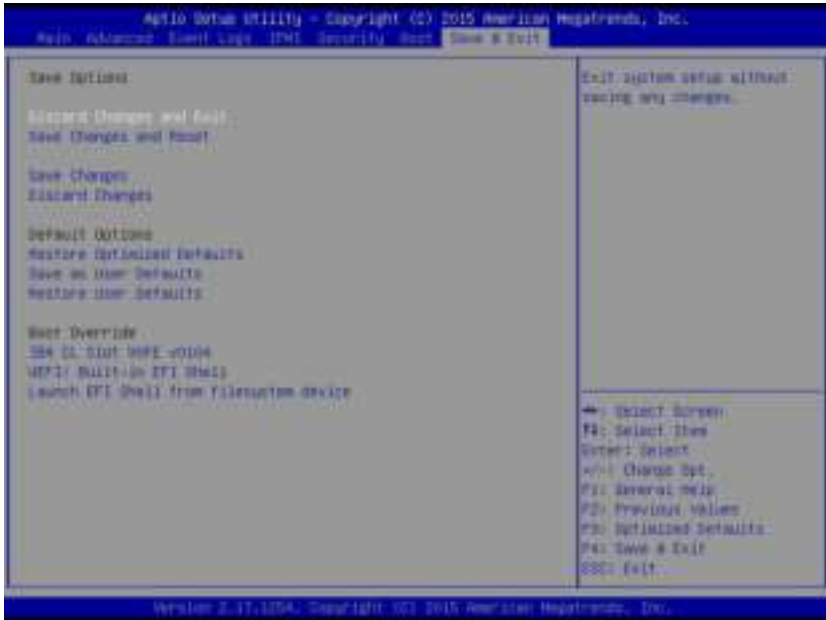 Aptio Setup Utility - Copyright (C) 2015 American Megatrends, Inc.
Main Advanced Event Logs IPMI Security Boot Save & Exit
Save Options
Discard Changes and Exit
Save Changes and Reset
Save Changes
Discard Changes
Default Options
Restore Optimized Defaults
Save as User Defaults
Restore User Defaults
Boot Override
IBA CL Slot
UEFI: Built-in EFI Shell
Launch EFI Shell from filesystem device
Exit system setup without
saving any changes.
: Select Screen
: Select Item
Enter: Select
+/-: Change Opt.
F1: General Help
F2: Previous Values
F3: Optimized Defaults
F4: Save & Exit
ESC: Exit
Version 2.17.1254. Copyright (C) 2015 American Megatrends, Inc.